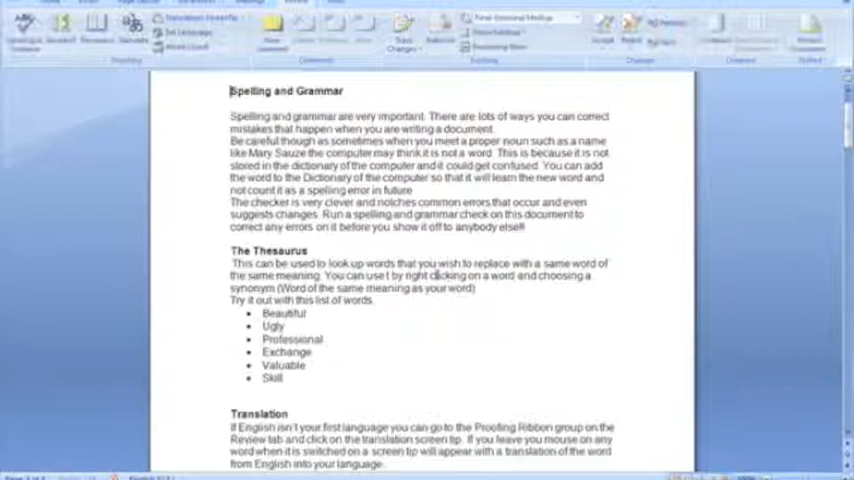 Spelling and Grammar
Spelling and grammar are very important. There are lots of ways you can correct
mistakes that happen when you are writing a document.
Be careful though as sometimes when you meet a proper noun such as a name
like Mary Sauze the computer may think it is not a word. This is because it is not
stored in the dictionary of the computer and it could get confused. You can add
the word to the Dictionary of the computer so that it will learn the new word and
not count it as a spelling error in future
The checker is very clever and notches common errors that occur and even
suggests changes. Run a spelling and grammar check on this document to
correct any errors on it before you show it off to anybody else!!
The Thesaurus
This can be used to look up words that you wish to replace with a same word of
the same meaning. You can use t by right clicking on a word and choosing a
synonym (Word of the same meaning as your word)
Try it out with this list of words.
• Beautiful
• Ugly
• Professional
• Exchange
• Valuable
• Skill
Translation
If English isn't your first language you can go to the Proofing Ribbon group on the
Review tab and click on the translation screen tip. If you leave you mouse on any
word when it is switched on a screen tip will appear with a translation of the word
from English into your language.